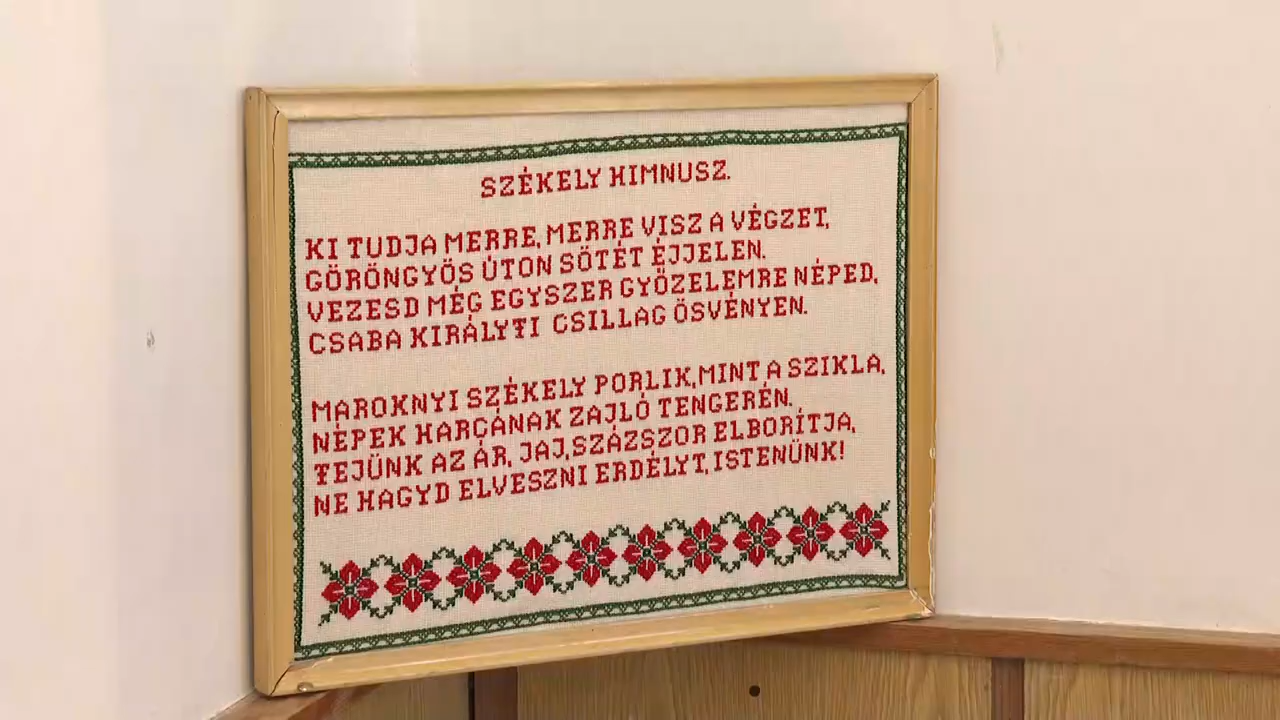 SZÉKELY HIMNUSZ.
KI TUDJA MERRE, MERRE VISZ A VÉGZET,
GÖRÖNGYÖS ÚTON SÖTÉT ÉJJELEN.
VEZESD MÉG EGYSZER GYŐZELEMRE NÉPED,
CSABA KIRÁLYFI CSILLAG ÖSVÉNYEN.
MAROKNYI SZÉKELY PORLIK, MINT A SZIKLA,
NÉPEK HARCÁNAK ZAJLÓ TENGERÉN.
FEJÜNK AZ ÁR, JAJ, SZÁZSZOR ELBORÍTJA,
NE HAGYD ELVESZNI ERDÉLYT, ISTENÜNK!